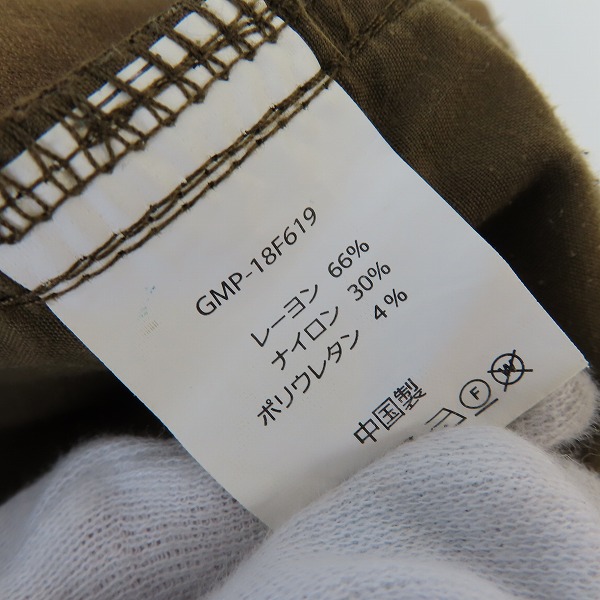 GMP-18F619
レーヨン 66%
ナイロン 30%
ポリウレタン 4%
中国製
F W